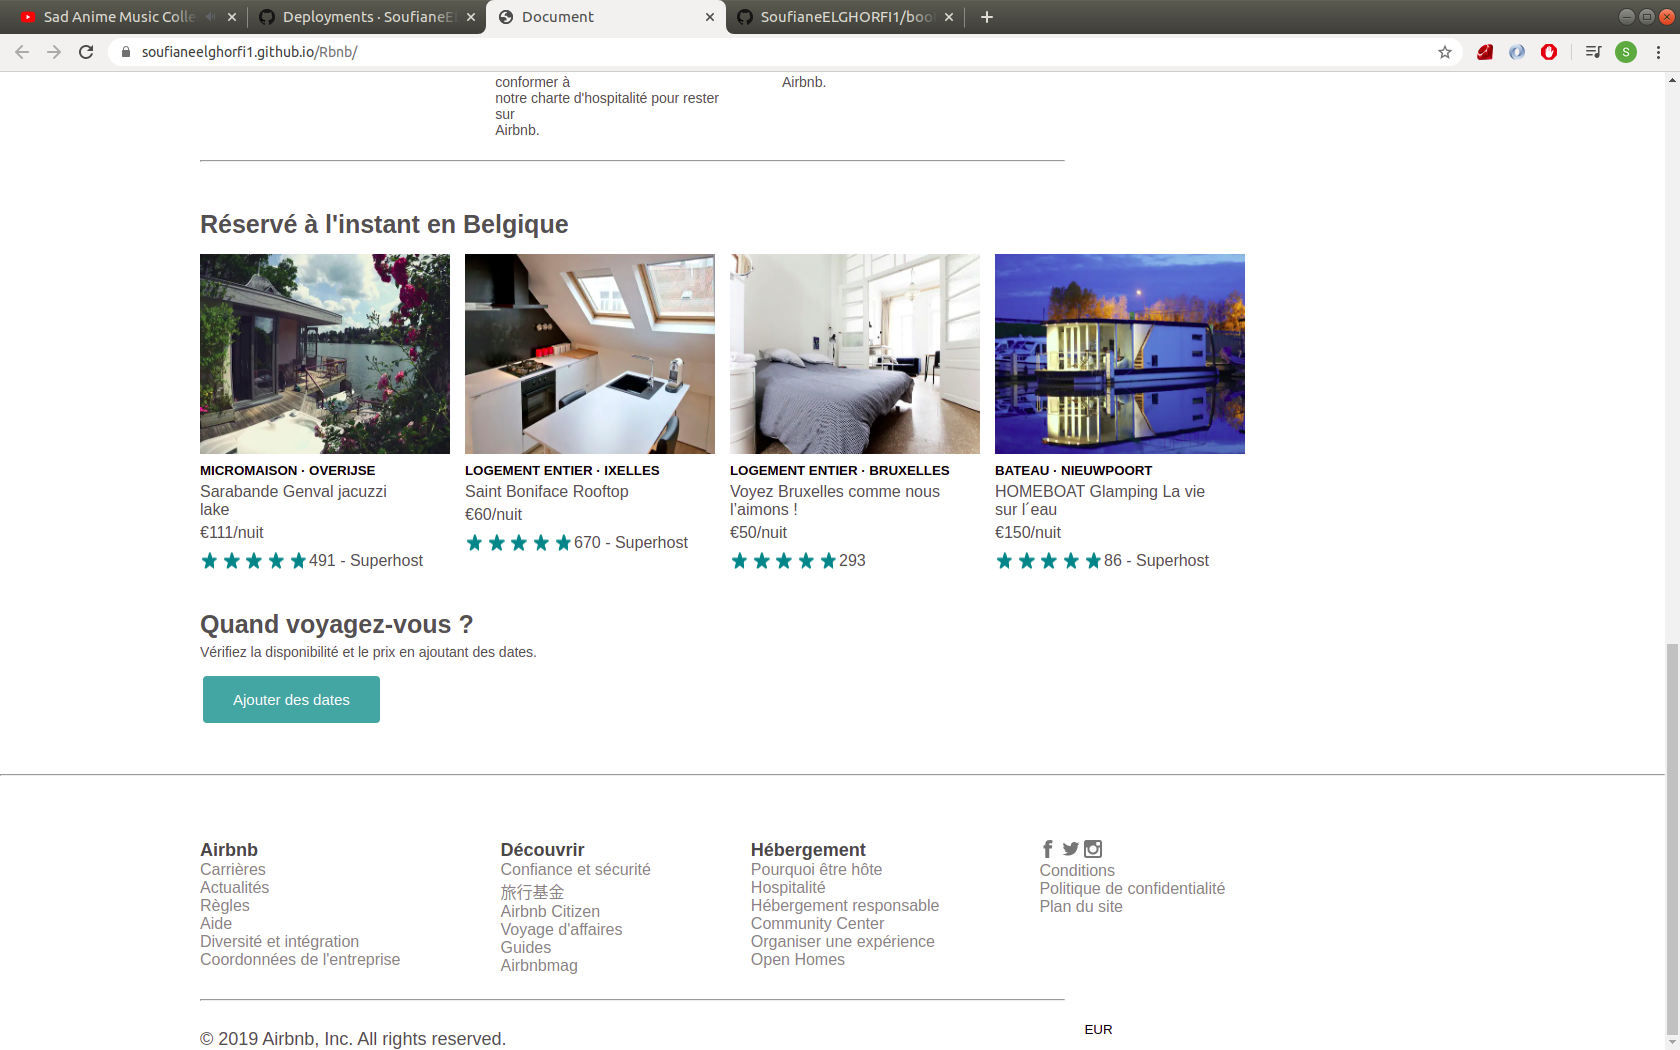 Sad Anime Music Colle
Deployments · SoufianeE
Document
SoufianeELGHORFI1/boo
soufianeelghorfi1.github.io/Rbnb/
S
conformer à
notre charte d'hospitalité pour rester
sur
Airbnb.
Airbnb.
Réservé à l'instant en Belgique
MICROMAISON · OVERIJSE
Sarabande Genval jacuzzi
lake
€111/nuit
491 - Superhost
LOGEMENT ENTIER · IXELLES
Saint Boniface Rooftop
€60/nuit
670 - Superhost
LOGEMENT ENTIER · BRUXELLES
Voyez Bruxelles comme nous
l'aimons !
€50/nuit
293
BATEAU · NIEUWPOORT
HOMEBOAT Glamping La vie
sur l´eau
€150/nuit
86 - Superhost
Quand voyagez-vous ?
Vérifiez la disponibilité et le prix en ajoutant des dates.
Ajouter des dates
Airbnb
Carrières
Actualités
Règles
Aide
Diversité et intégration
Coordonnées de l'entreprise
Découvrir
Confiance et sécurité
旅行基金
Airbnb Citizen
Voyage d'affaires
Guides
Airbnbmag
Hébergement
Pourquoi être hôte
Hospitalité
Hébergement responsable
Community Center
Organiser une expérience
Open Homes
Conditions
Politique de confidentialité
Plan du site
© 2019 Airbnb, Inc. All rights reserved.
EUR